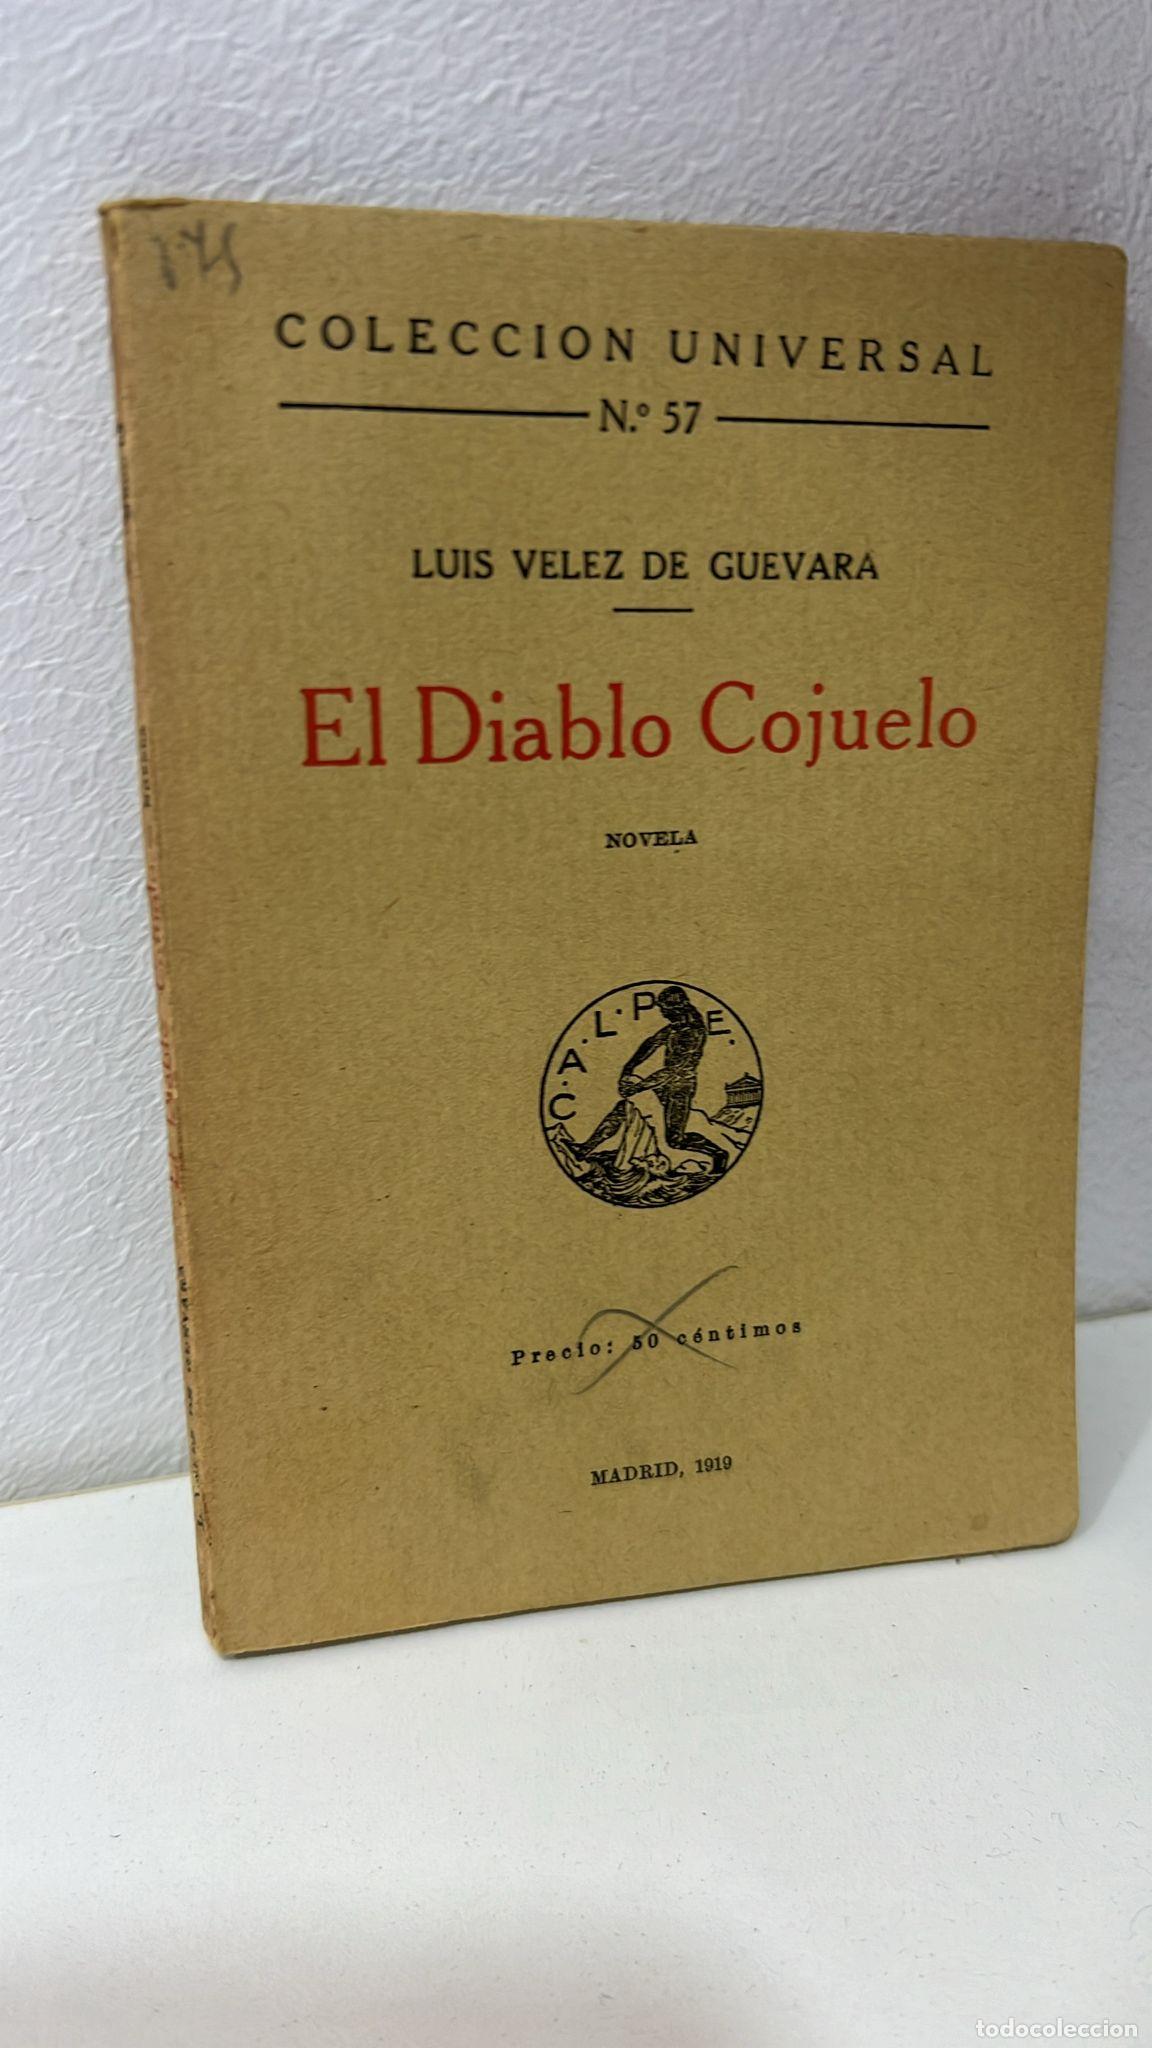 COLECCION UNIVERSAL
N.º 57
LUIS VELEZ DE GUEVARA
El Diablo Cojuelo
NOVELA
C.A.L.P.E.
Precio: 50 céntimos
MADRID, 1919
todocoleccion